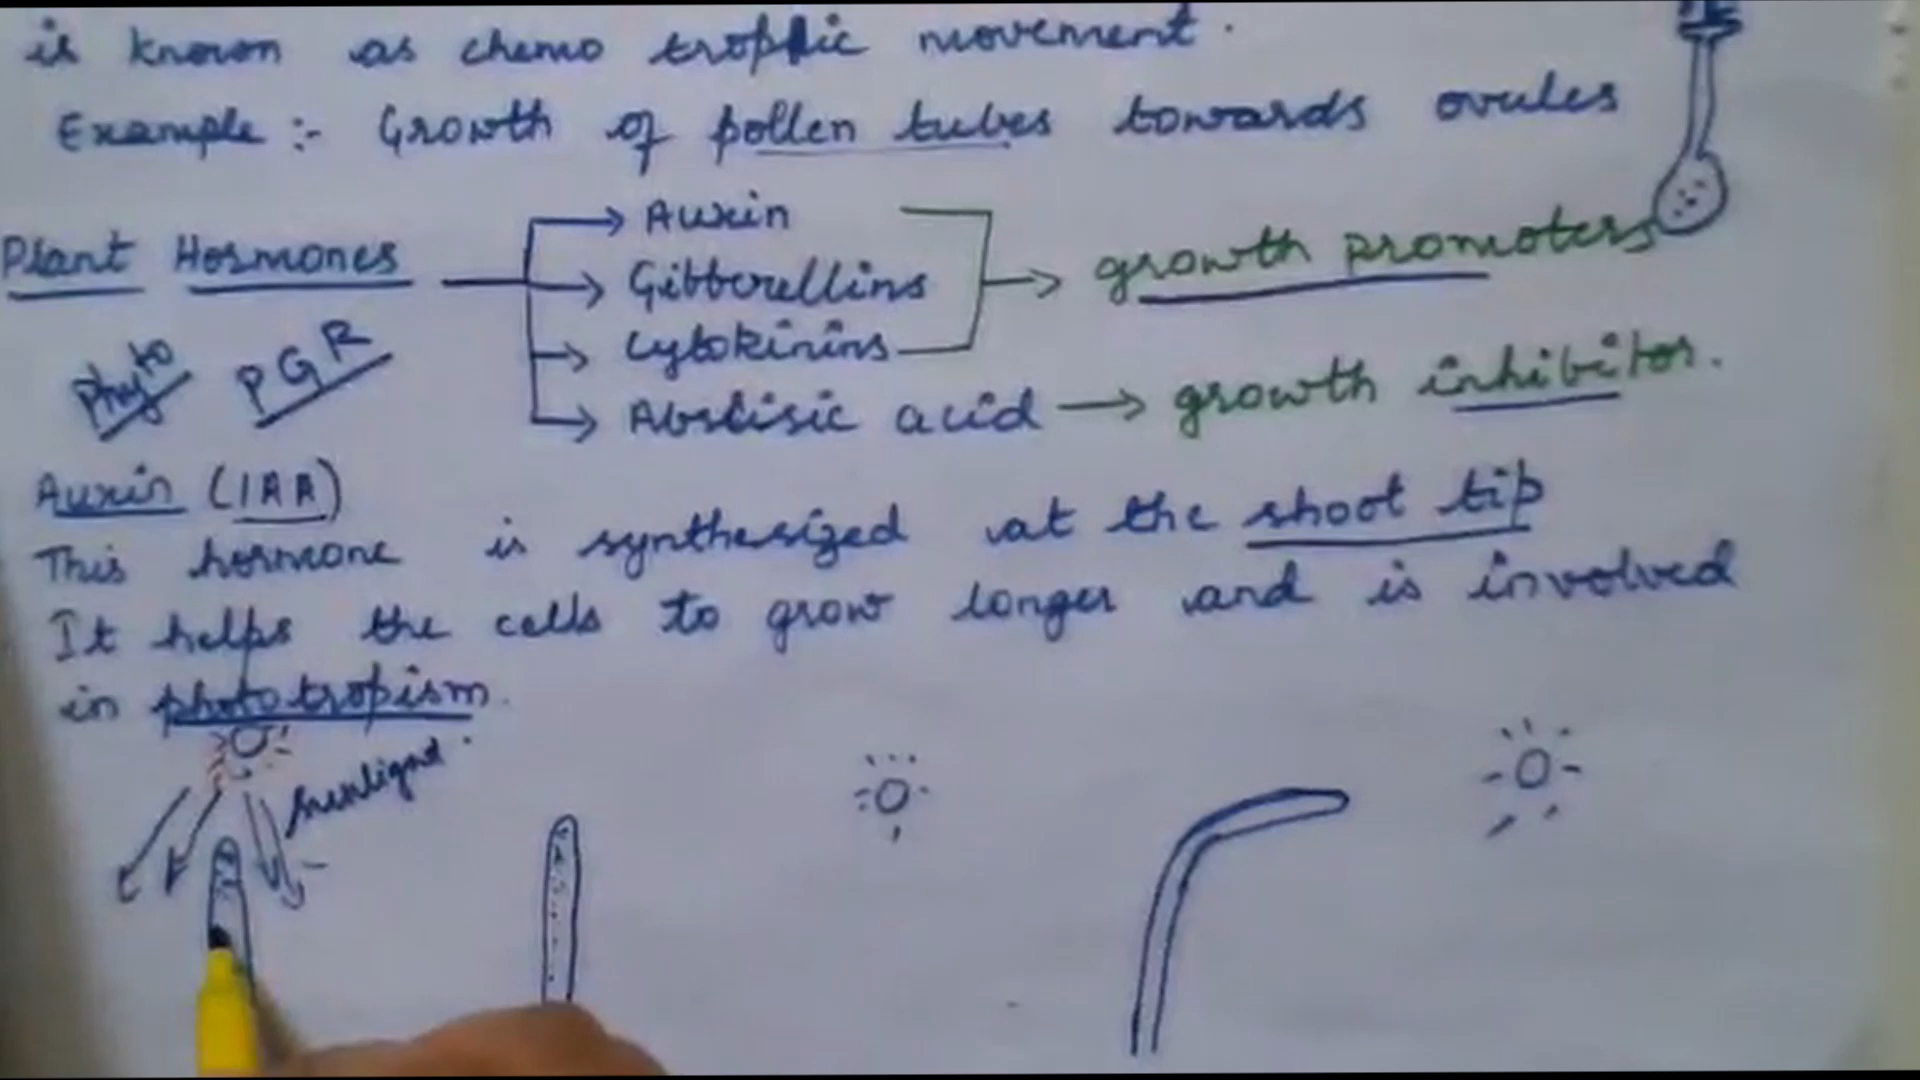 is known as chemo trophic movement.
Example :- Growth of pollen tubes towards ovules
Plant Hormones
Auxin
Gibberellins
Cytokinins
Abscisic acid
growth promoters
growth inhibitor.
Phyto PGR
Auxin (IAA)
This hormone is synthesized at the shoot tip
It helps the cells to grow longer and is involved
in phototropism.
Sunlight